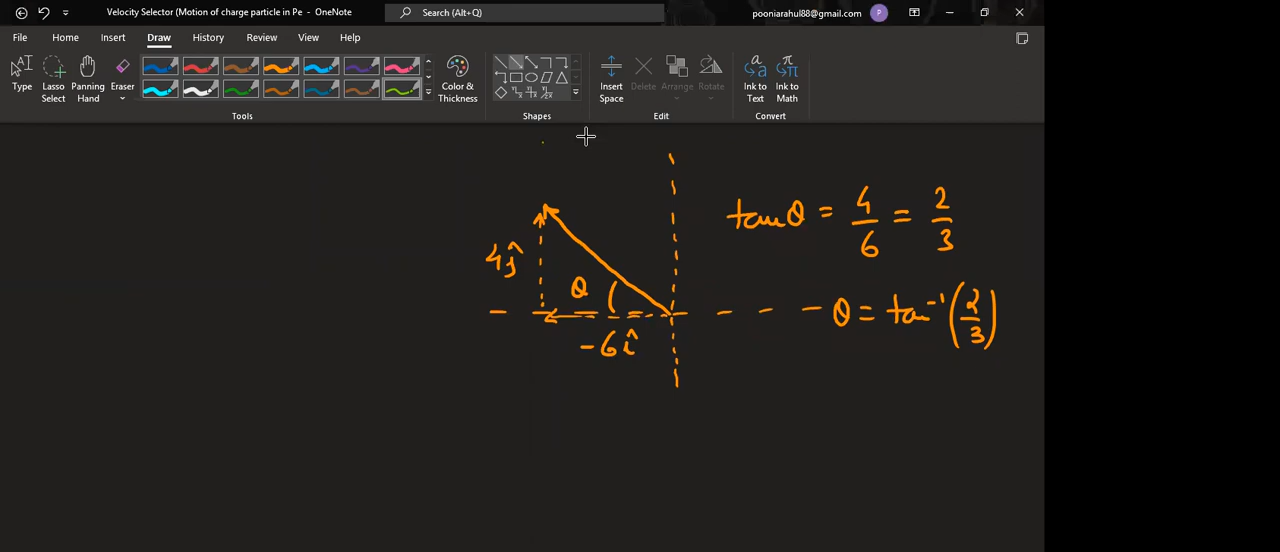 Velocity Selector (Motion of charge particle in Pe - OneNote
Search (Alt+Q)
pooniarahul88@gmail.com
P
File Home Insert Draw History Review View Help
Type
Lasso Select
Panning Hand
Eraser
Color & Thickness
Insert Space
Delete
Arrange
Rotate
Ink to Text
Ink to Math
Tools
Shapes
Edit
Convert
tanθ = 4/6 = 2/3
4ĵ
θ
θ = tan⁻¹(2/3)
-6î